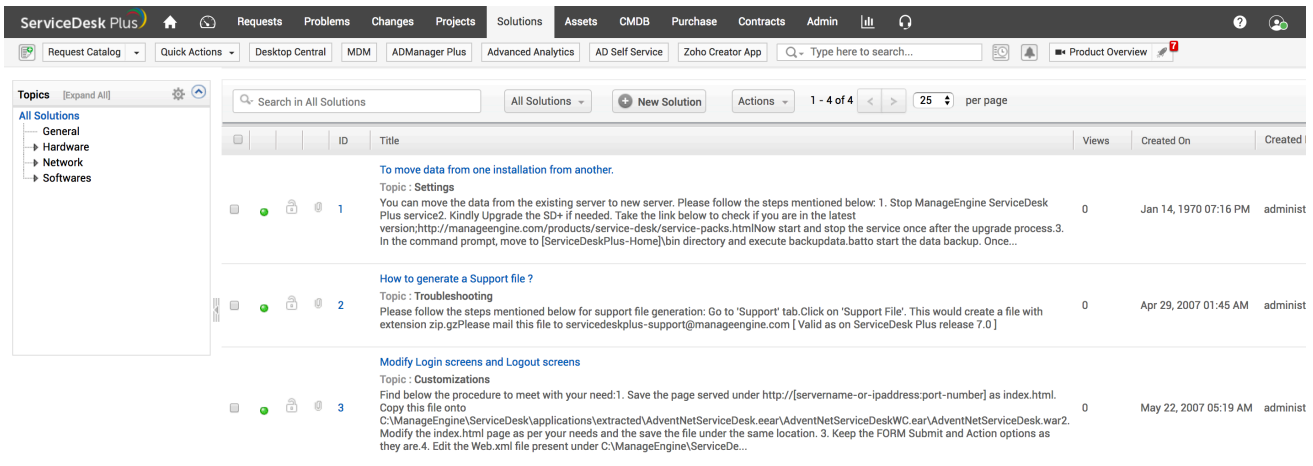 ServiceDesk Plus Requests Problems Changes Projects Solutions Assets CMDB Purchase Contracts Admin ?
Request Catalog Quick Actions Desktop Central MDM ADManager Plus Advanced Analytics AD Self Service Zoho Creator App Type here to search... Product Overview 7
Topics [Expand All]
All Solutions
General
Hardware
Network
Softwares
Search in All Solutions All Solutions New Solution Actions 1 - 4 of 4 < > 25 per page
ID Title Views Created On Created
To move data from one installation from another.
Topic : Settings
You can move the data from the existing server to new server. Please follow the steps mentioned below: 1. Stop ManageEngine ServiceDesk
1 Plus service2. Kindly Upgrade the SD+ if needed. Take the link below to check if you are in the latest 0 Jan 14, 1970 07:16 PM administ
version;http://manageengine.com/products/service-desk/service-packs.htmlNow start and stop the service once after the upgrade process.3.
In the command prompt, move to [ServiceDeskPlus-Home]\bin directory and execute backupdata.batto start the data backup. Once...
How to generate a Support file ?
Topic : Troubleshooting
2 Please follow the steps mentioned below for support file generation: Go to 'Support' tab.Click on 'Support File'. This would create a file with 0 Apr 29, 2007 01:45 AM administ
extension zip.gzPlease mail this file to servicedeskplus-support@manageengine.com [ Valid as on ServiceDesk Plus release 7.0 ]
Modify Login screens and Logout screens
Topic : Customizations
Find below the procedure to meet with your need:1. Save the page served under http://[servername-or-ipaddress:port-number] as index.html.
3 Copy this file onto 0 May 22, 2007 05:19 AM administ
C:\ManageEngine\ServiceDesk\applications\extracted\AdventNetServiceDesk.eear\AdventNetServiceDeskWC.ear\AdventNetServiceDesk.war2.
Modify the index.html page as per your needs and the save the file under the same location. 3. Keep the FORM Submit and Action options as
they are.4. Edit the Web.xml file present under C:\ManageEngine\ServiceDe...